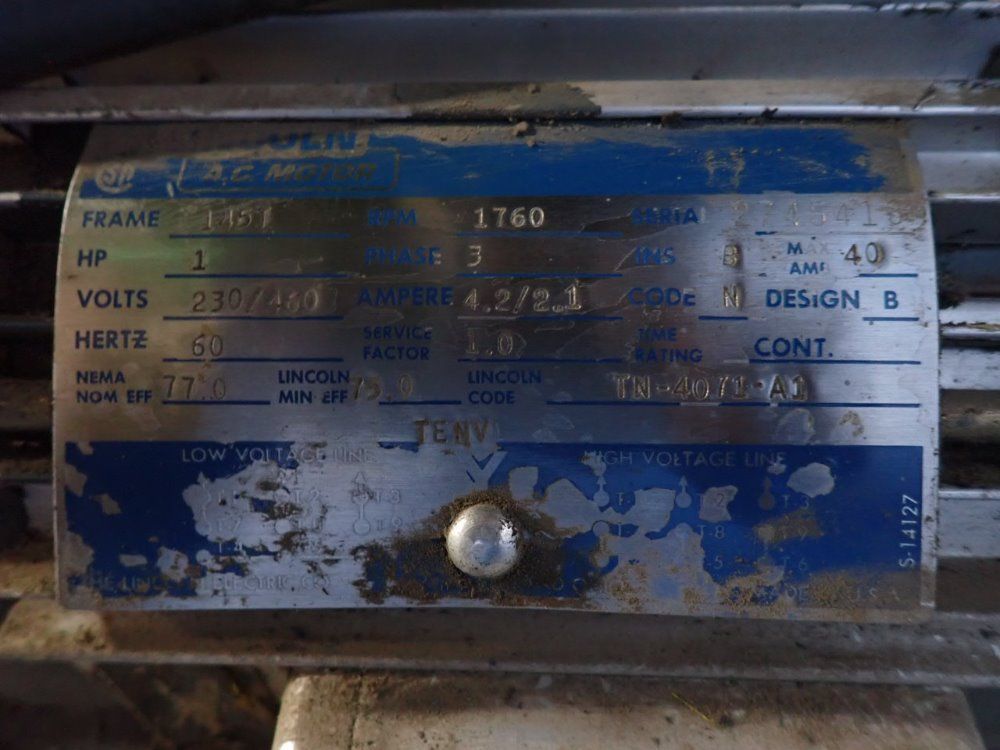 A.C. MOTOR
FRAME 145T RPM 1760 SERIAL
HP 1 PHASE 3 INS B MAX AMB 40
VOLTS 230/460 AMPERE 4.2/2.1 CODE N DESIGN B
HERTZ 60 SERVICE FACTOR 1.0 TIME RATING CONT.
NEMA NOM EFF 77.0 LINCOLN MIN EFF 75.0 LINCOLN CODE TN-4071-A1
TENV
LOW VOLTAGE LINE HIGH VOLTAGE LINE
S-14127
ELECTRIC CO. U.S.A.